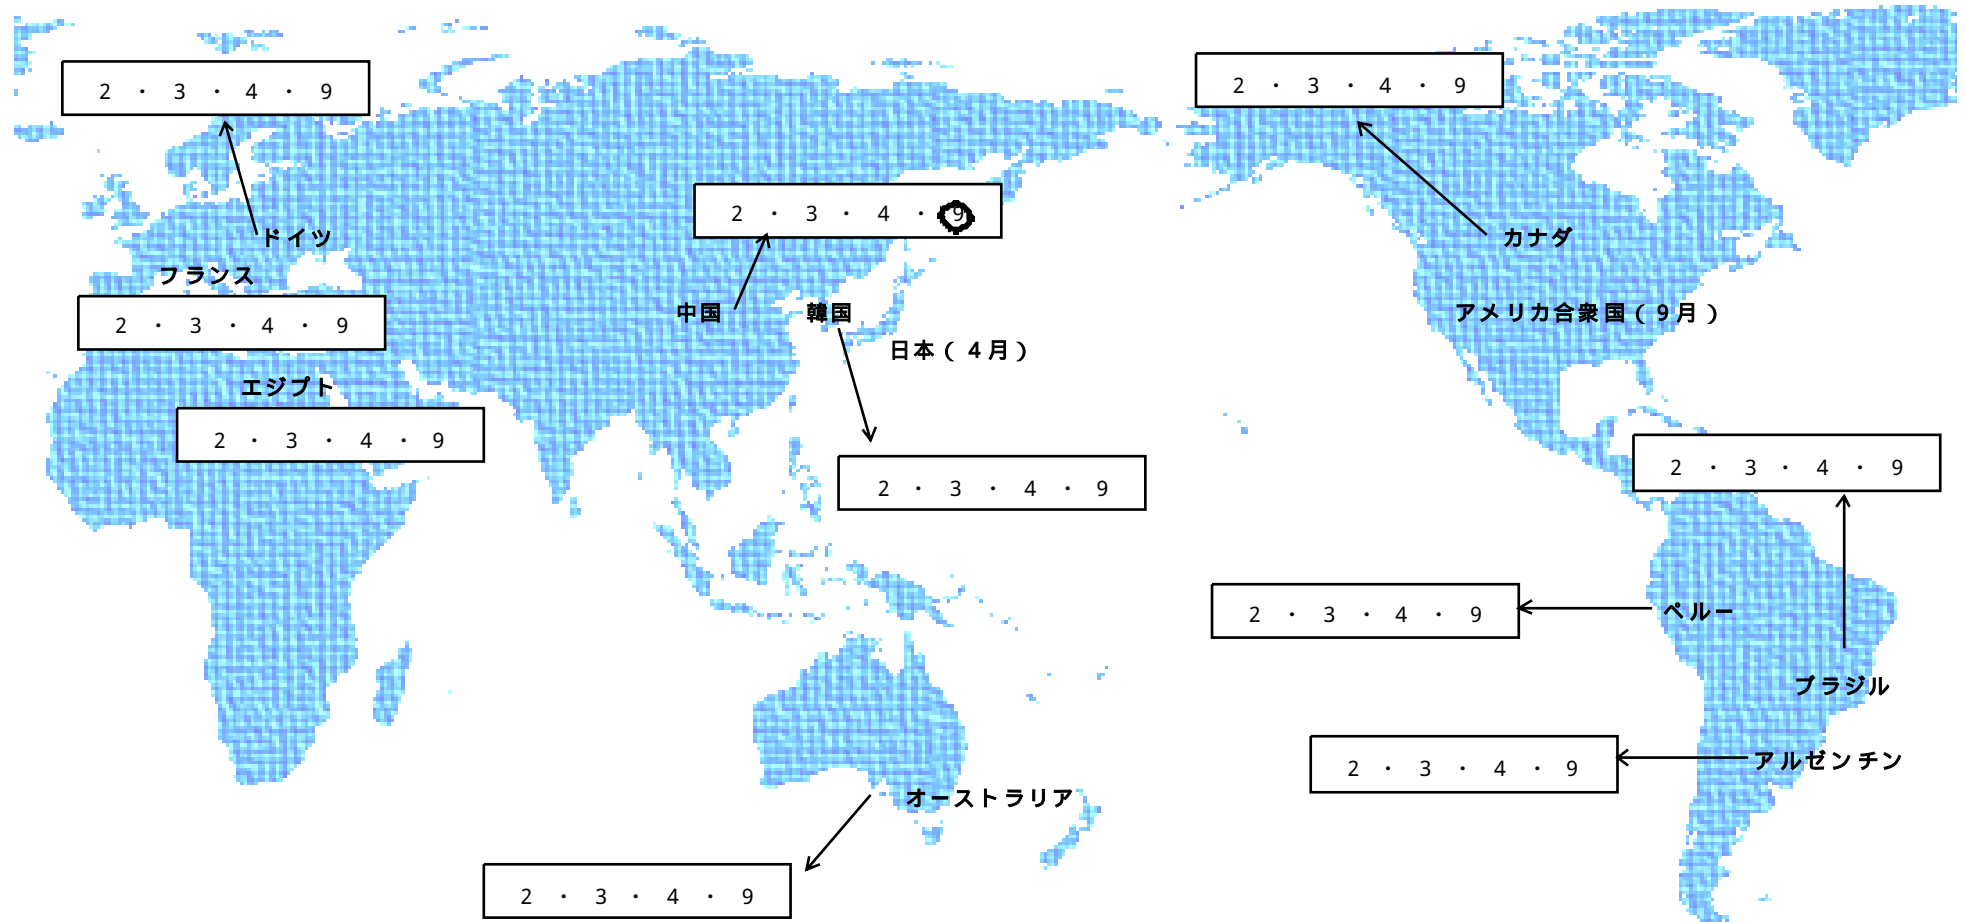 2 ・ 3 ・ 4 ・ 9
2 ・ 3 ・ 4 ・ 9
2 ・ 3 ・ 4 ・ 9
ドイツ
カナダ
フランス
2 ・ 3 ・ 4 ・ 9
中国
韓国
アメリカ合衆国(9月)
日本(4月)
エジプト
2 ・ 3 ・ 4 ・ 9
2 ・ 3 ・ 4 ・ 9
2 ・ 3 ・ 4 ・ 9
2 ・ 3 ・ 4 ・ 9
ペルー
ブラジル
2 ・ 3 ・ 4 ・ 9
アルゼンチン
オーストラリア
2 ・ 3 ・ 4 ・ 9